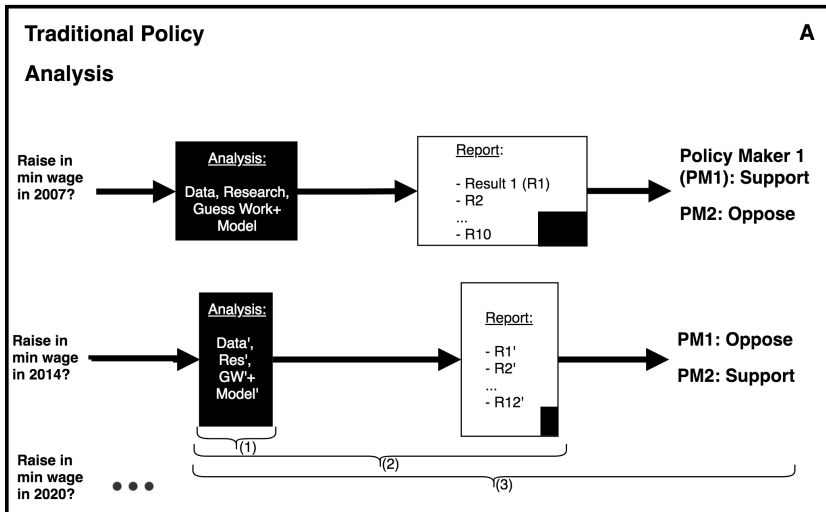 Traditional Policy
Analysis
A
Raise in
min wage
in 2007?
Analysis:
Data, Research,
Guess Work+
Model
Report:
- Result 1 (R1)
- R2
...
- R10
Policy Maker 1
(PM1): Support
PM2: Oppose
Raise in
min wage
in 2014?
Analysis:
Data',
Res',
GW'+
Model'
Report:
- R1'
- R2'
...
- R12'
PM1: Oppose
PM2: Support
(1)
(2)
(3)
Raise in
min wage
in 2020?